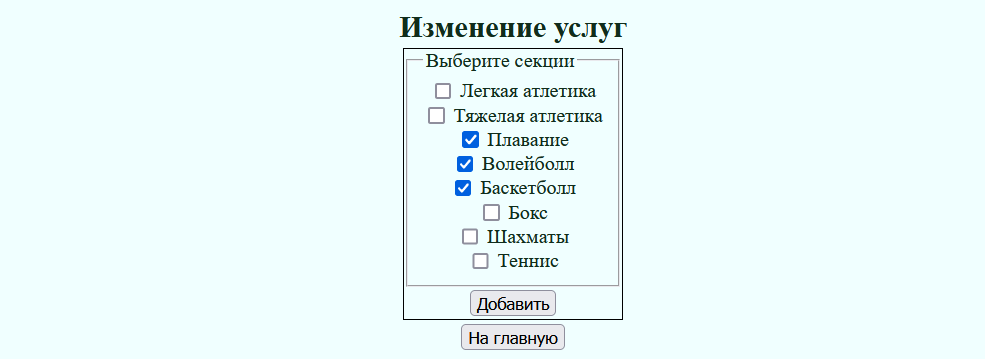 Изменение услуг
Выберите секции
Легкая атлетика
Тяжелая атлетика
Плавание
Волейболл
Баскетболл
Бокс
Шахматы
Теннис
Добавить
На главную